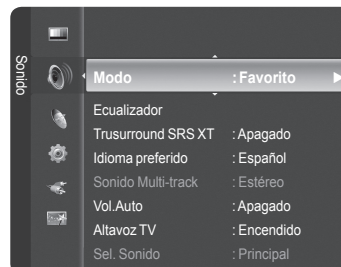 Sonido
Modo : Favorito
Ecualizador
Trusurround SRS XT : Apagado
Idioma preferido : Español
Sonido Multi-track : Estéreo
Vol.Auto : Apagado
Altavoz TV : Encendido
Sel. Sonido : Principal